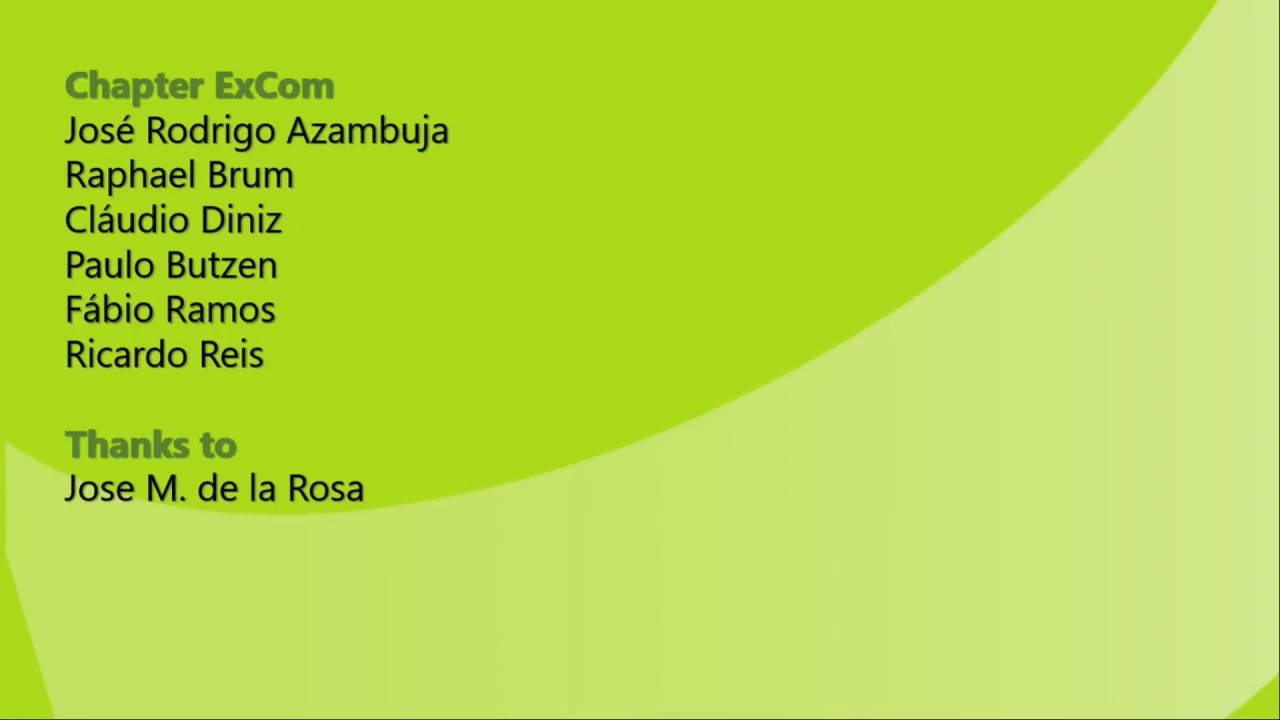 Chapter ExCom
José Rodrigo Azambuja
Raphael Brum
Cláudio Diniz
Paulo Butzen
Fábio Ramos
Ricardo Reis
Thanks to
Jose M. de la Rosa